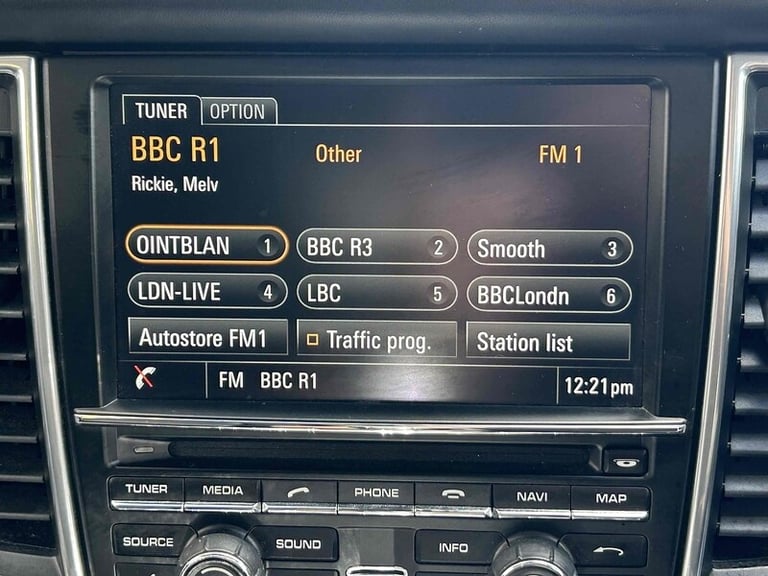 TUNER OPTION
BBC R1 Other FM 1
Rickie, Melv
OINTBLAN 1 BBC R3 2 Smooth 3
LDN-LIVE 4 LBC 5 BBCLondn 6
Autostore FM1 Traffic prog. Station list
FM BBC R1 12:21pm
TUNER MEDIA PHONE NAVI MAP
SOURCE SOUND INFO